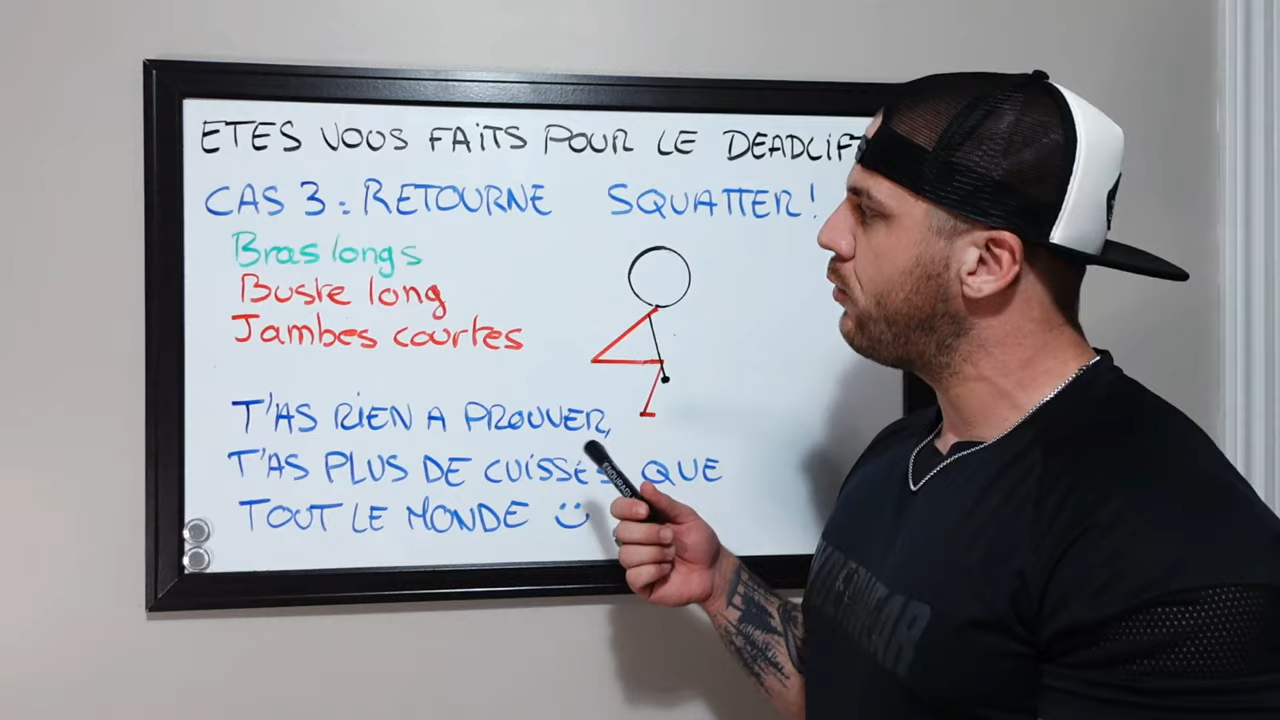 ETES VOUS FAITS POUR LE DEADLIF
CAS 3 : RETOURNE SQUATTER !
Bras longs
Buste long
Jambes courtes
T'AS RIEN A PROUVER,
T'AS PLUS DE CUISSES QUE
TOUT LE MONDE :)